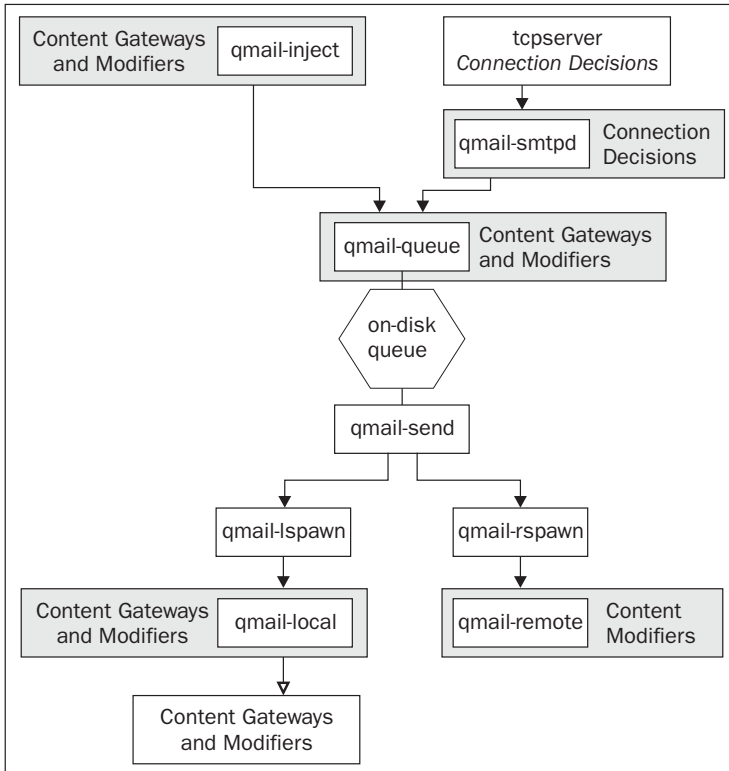 Content Gateways
and Modifiers
qmail-inject
tcpserver
Connection Decisions
qmail-smtpd
Connection
Decisions
qmail-queue
Content Gateways
and Modifiers
on-disk
queue
qmail-send
qmail-lspawn
qmail-rspawn
Content Gateways
and Modifiers
qmail-local
qmail-remote
Content
Modifiers
Content Gateways
and Modifiers